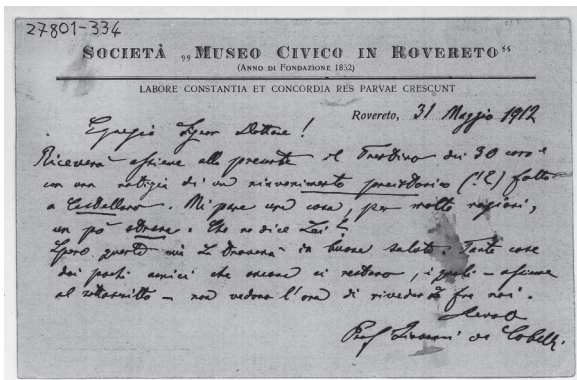 27801-334
SOCIETÀ „MUSEO CIVICO IN ROVERETO“
(ANNO DI FONDAZIONE 1852)
LABORE CONSTANTIA ET CONCORDIA RES PARVAE CRESCUNT
Rovereto, 31 Maggio 1912
Egregio Signor Dottore!
Riceverà assieme alla presente il Trentino dei 30 corr.e
con una notizia di un rinvenimento preistorico (!?) fatto
a Castellano. Mi pare una cosa, per molte ragioni,
un pò strana. Che ne dice Lei?
Spero questa mia La troverà in buona salute. Tante cose
dai pochi amici che ancora ci restano, i quali – assieme
al sottoscritto – non vedono l'ora di riveder La fra noi.
Prof Giovanni de Cobelli.